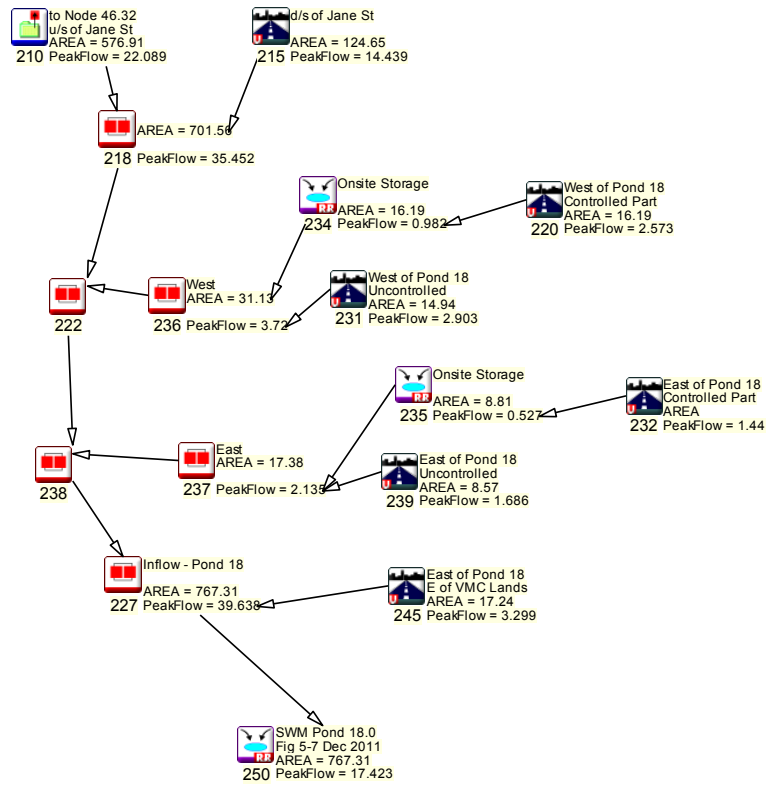 to Node 46.32
u/s of Jane St
AREA = 576.91
210 PeakFlow = 22.089
d/s of Jane St
AREA = 124.65
215 PeakFlow = 14.439
AREA = 701.56
218 PeakFlow = 35.452
Onsite Storage
AREA = 16.19
234 PeakFlow = 0.982
West of Pond 18
Controlled Part
AREA = 16.19
220 PeakFlow = 2.573
222
West
AREA = 31.13
236 PeakFlow = 3.72
West of Pond 18
Uncontrolled
AREA = 14.94
231 PeakFlow = 2.903
Onsite Storage
AREA = 8.81
235 PeakFlow = 0.527
East of Pond 18
Controlled Part
AREA
232 PeakFlow = 1.44
238
East
AREA = 17.38
237 PeakFlow = 2.135
East of Pond 18
Uncontrolled
AREA = 8.57
239 PeakFlow = 1.686
Inflow - Pond 18
AREA = 767.31
227 PeakFlow = 39.638
East of Pond 18
E of VMC Lands
AREA = 17.24
245 PeakFlow = 3.299
SWM Pond 18.0
Fig 5-7 Dec 2011
AREA = 767.31
250 PeakFlow = 17.423